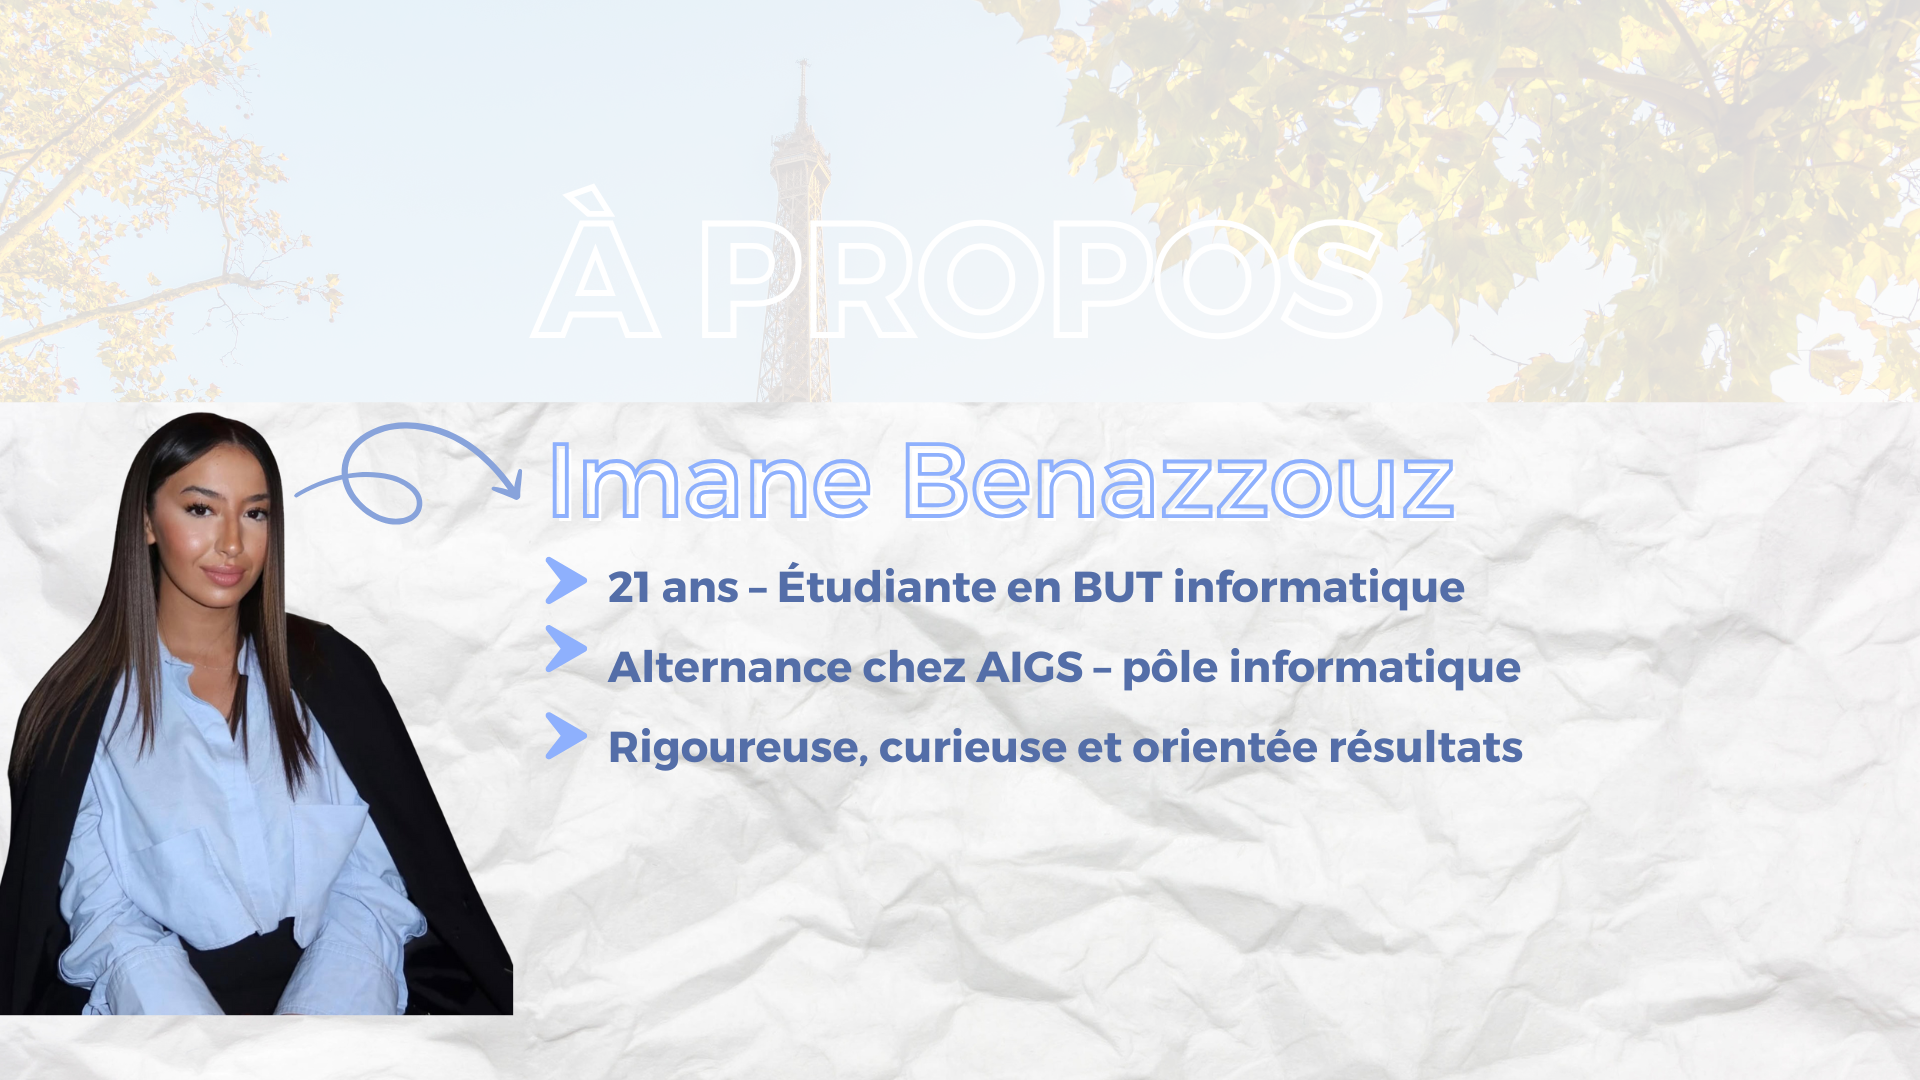 À PROPOS
Imane Benazzouz
21 ans – Étudiante en BUT informatique
Alternance chez AIGS – pôle informatique
Rigoureuse, curieuse et orientée résultats